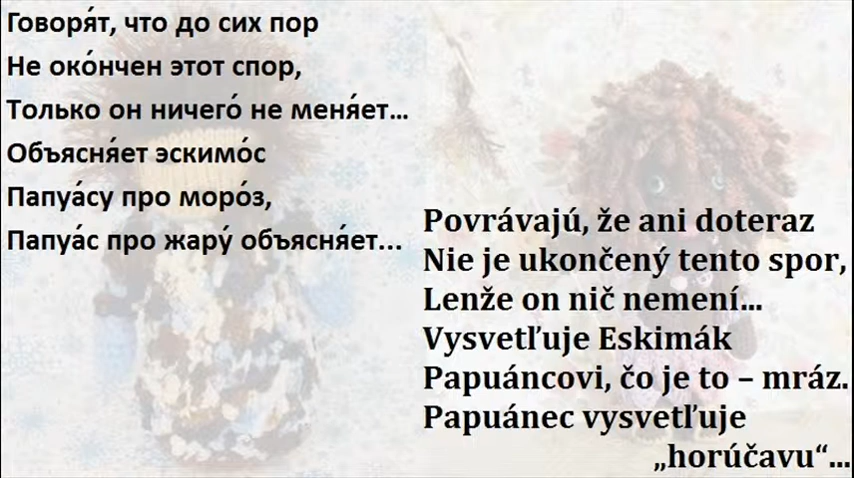 Говоря́т, что до сих пор
Не око́нчен этот спор,
Только он ничего́ не меня́ет...
Объясня́ет эскимо́с
Папуа́су про моро́з,
Папуа́с про жару́ объясня́ет...
Povrávajú, že ani doteraz
Nie je ukončený tento spor,
Lenže on nič nemení...
Vysvetľuje Eskimák
Papuáncovi, čo je to – mráz.
Papuánec vysvetľuje
„horúčavu“...